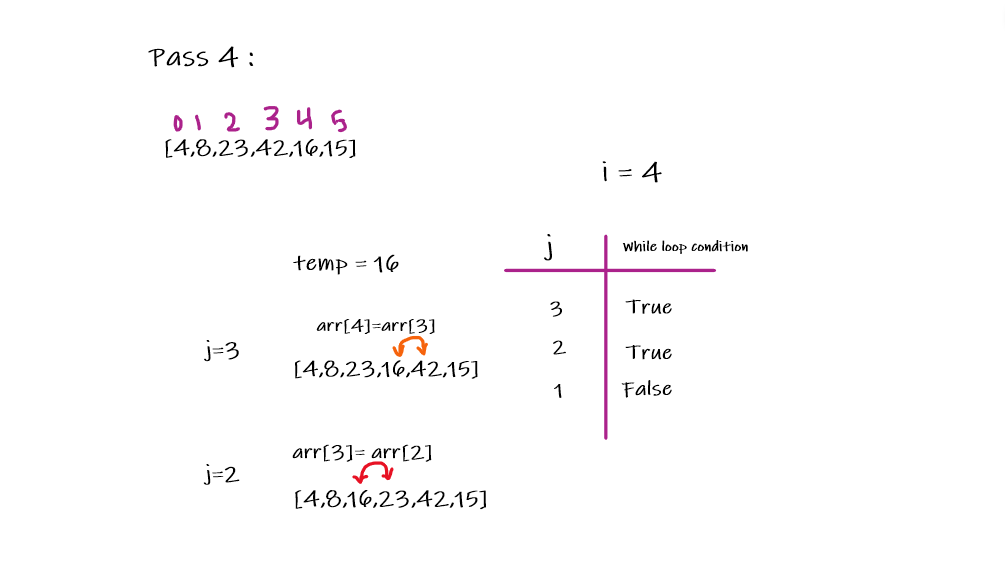 Pass 4 :
0 1 2 3 4 5
[4,8,23,42,16,15]
i = 4
j While loop condition
3 True
2 True
1 False
temp = 16
arr[4]=arr[3]
j=3
[4,8,23,16,42,15]
arr[3]= arr[2]
j=2
[4,8,16,23,42,15]